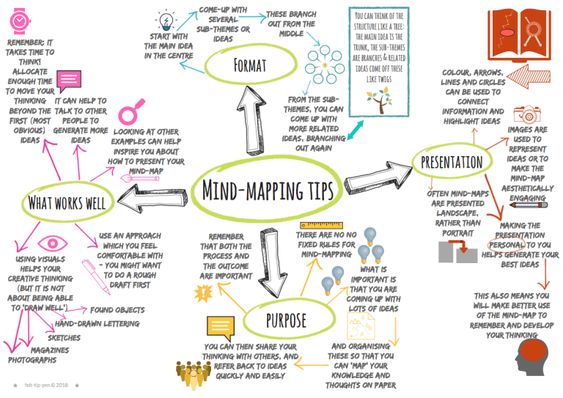 MIND-MAPPING TIPS
FORMAT
START WITH
THE MAIN IDEA
IN THE CENTRE
COME-UP WITH
SEVERAL
SUB-THEMES OR
IDEAS
THESE BRANCH
OUT FROM THE
MIDDLE
FROM THE SUB-
THEMES, YOU CAN
COME UP WITH
MORE RELATED
IDEAS, BRANCHING
OUT AGAIN
YOU CAN THINK OF THE
STRUCTURE LIKE A TREE:
THE MAIN IDEA IS THE
TRUNK, THE SUB-THEMES
ARE BRANCHES & RELATED
IDEAS COME OFF THESE
LIKE TWIGS
PRESENTATION
COLOUR, ARROWS,
LINES AND CIRCLES
CAN BE USED TO
CONNECT
INFORMATION AND
HIGHLIGHT IDEAS
IMAGES ARE
USED TO
REPRESENT
IDEAS OR TO
MAKE THE
MIND-MAP
AESTHETICALLY
ENGAGING
OFTEN MIND-MAPS
ARE PRESENTED
LANDSCAPE,
RATHER THAN
PORTRAIT
MAKING THE
PRESENTATION
PERSONAL TO YOU
HELPS GENERATE YOUR
BEST IDEAS
THIS ALSO MEANS YOU
WILL MAKE BETTER USE
OF THE MIND-MAP TO
REMEMBER AND DEVELOP
YOUR THINKING
PURPOSE
REMEMBER
THAT BOTH THE
PROCESS AND
THE OUTCOME
ARE IMPORTANT
THERE ARE NO NO
FIXED RULES FOR
MIND-MAPPING
WHAT IS
IMPORTANT IS
THAT YOU ARE
COMING UP WITH
LOTS OF IDEAS
AND ORGANISING
THESE SO THAT YOU
CAN 'MAP' YOUR
KNOWLEDGE AND
THOUGHTS ON PAPER
YOU CAN THEN SHARE YOUR
THINKING WITH OTHERS, AND
REFER BACK TO IDEAS
QUICKLY AND EASILY
WHAT WORKS WELL
REMEMBER: IT
TAKES TIME TO
THINK!
ALLOCATE
ENOUGH TIME
TO MOVE YOUR
THINKING
BEYOND THE
FIRST (MOST
OBVIOUS)
IDEAS
IT CAN HELP TO
TALK TO OTHER
PEOPLE TO
GENERATE MORE
IDEAS
LOOKING AT OTHER
EXAMPLES CAN HELP
INSPIRE YOU ABOUT
HOW TO PRESENT YOUR
MIND-MAP
USE AN APPROACH
WHICH YOU FEEL
COMFORTABLE WITH
- YOU MIGHT WANT
TO DO A ROUGH
DRAFT FIRST
USING VISUALS
HELPS YOUR
CREATIVE THINKING
(BUT IT IS NOT
ABOUT BEING ABLE
TO 'DRAW WELL')
FOUND OBJECTS
HAND-DRAWN LETTERING
SKETCHES
MAGAZINES
PHOTOGRAPHS
felt-tip-pen © 2018